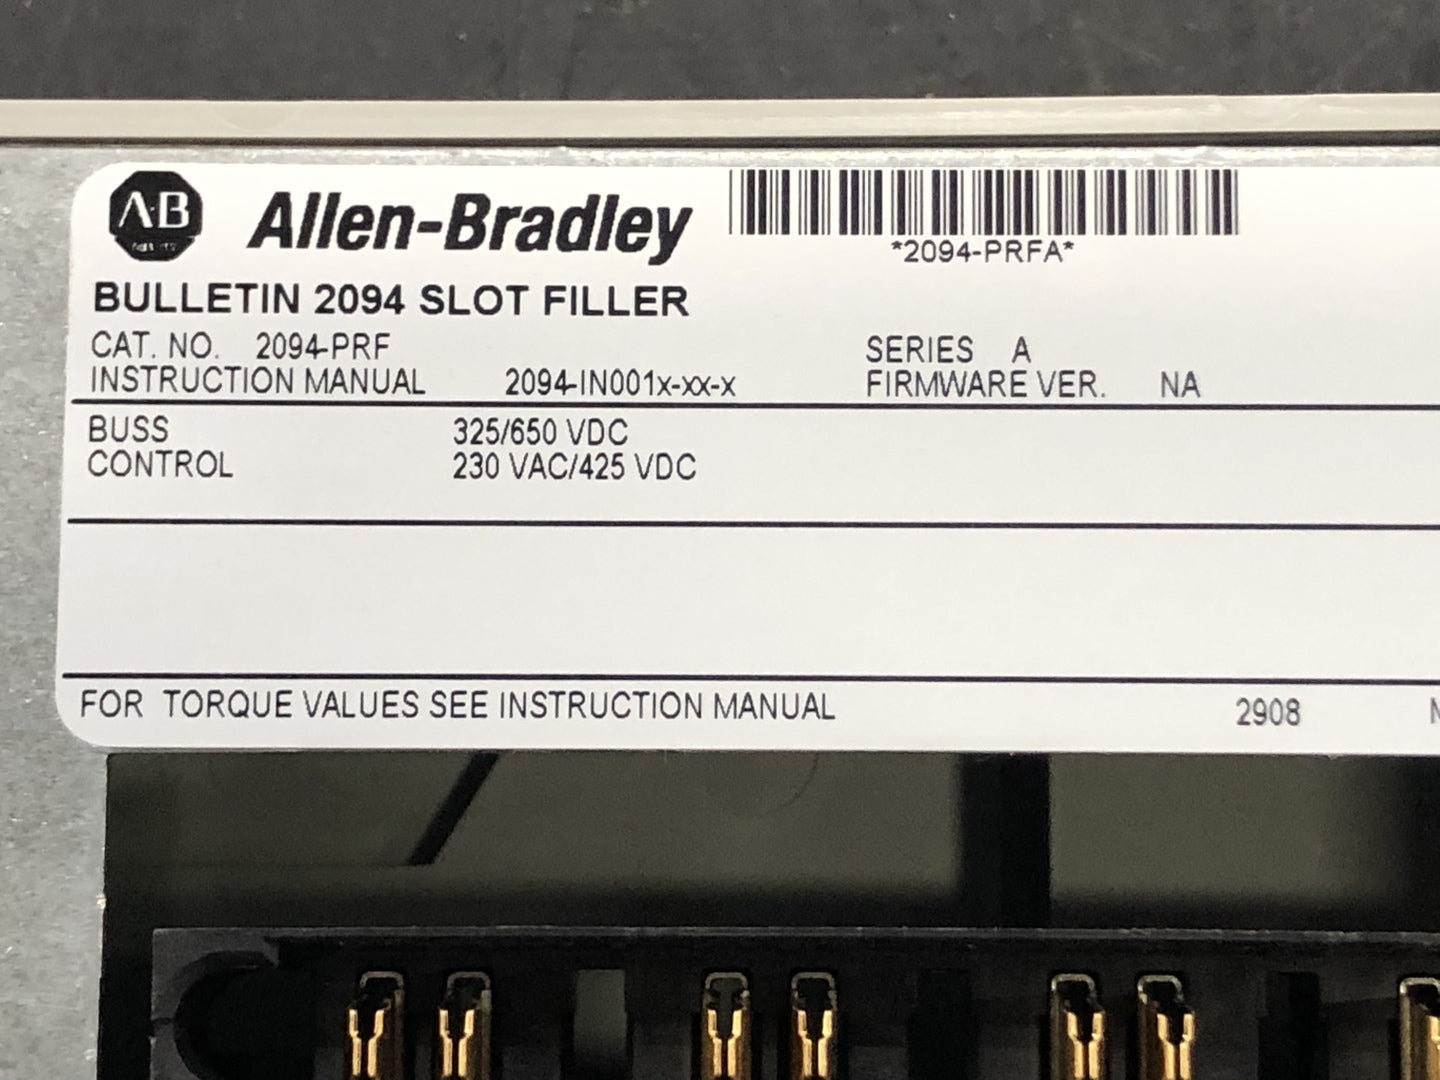 A·B
Allen-Bradley
*2094-PRFA*
BULLETIN 2094 SLOT FILLER
CAT. NO. 2094-PRF SERIES A
INSTRUCTION MANUAL 2094-IN001x-xx-x FIRMWARE VER. NA
BUSS 325/650 VDC
CONTROL 230 VAC/425 VDC
FOR TORQUE VALUES SEE INSTRUCTION MANUAL 2908